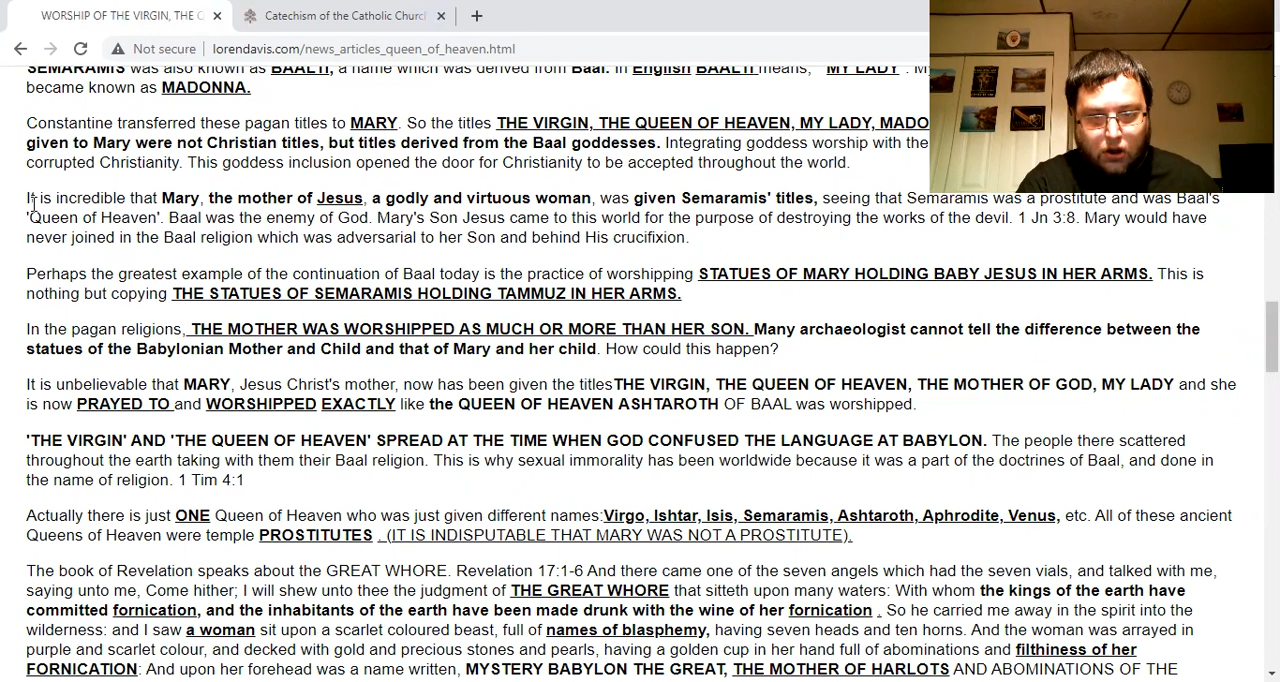 WORSHIP OF THE VIRGIN, THE Q
Catechism of the Catholic Church
Not secure lorendavis.com/news_articles_queen_of_heaven.html
SEMARAMIS was also known as BAALTI, a name which was derived from Baal. In English BAALTI means, "MY LADY".
became known as MADONNA.
Constantine transferred these pagan titles to MARY. So the titles THE VIRGIN, THE QUEEN OF HEAVEN, MY LADY,
given to Mary were not Christian titles, but titles derived from the Baal goddesses. Integrating goddess worship with the
corrupted Christianity. This goddess inclusion opened the door for Christianity to be accepted throughout the world.
It is incredible that Mary, the mother of Jesus, a godly and virtuous woman, was given Semaramis' titles, seeing that Semaramis was a prostitute and was Baal's
'Queen of Heaven'. Baal was the enemy of God. Mary's Son Jesus came to this world for the purpose of destroying the works of the devil. 1 Jn 3:8. Mary would have
never joined in the Baal religion which was adversarial to her Son and behind His crucifixion.
Perhaps the greatest example of the continuation of Baal today is the practice of worshipping STATUES OF MARY HOLDING BABY JESUS IN HER ARMS. This is
nothing but copying THE STATUES OF SEMARAMIS HOLDING TAMMUZ IN HER ARMS.
In the pagan religions, THE MOTHER WAS WORSHIPPED AS MUCH OR MORE THAN HER SON. Many archaeologist cannot tell the difference between the
statues of the Babylonian Mother and Child and that of Mary and her child. How could this happen?
It is unbelievable that MARY, Jesus Christ's mother, now has been given the titlesTHE VIRGIN, THE QUEEN OF HEAVEN, THE MOTHER OF GOD, MY LADY and she
is now PRAYED TO and WORSHIPPED EXACTLY like the QUEEN OF HEAVEN ASHTAROTH OF BAAL was worshipped.
'THE VIRGIN' AND 'THE QUEEN OF HEAVEN' SPREAD AT THE TIME WHEN GOD CONFUSED THE LANGUAGE AT BABYLON. The people there scattered
throughout the earth taking with them their Baal religion. This is why sexual immorality has been worldwide because it was a part of the doctrines of Baal, and done in
the name of religion. 1 Tim 4:1
Actually there is just ONE Queen of Heaven who was just given different names:Virgo, Ishtar, Isis, Semaramis, Ashtaroth, Aphrodite, Venus, etc. All of these ancient
Queens of Heaven were temple PROSTITUTES . (IT IS INDISPUTABLE THAT MARY WAS NOT A PROSTITUTE).
The book of Revelation speaks about the GREAT WHORE. Revelation 17:1-6 And there came one of the seven angels which had the seven vials, and talked with me,
saying unto me, Come hither; I will shew unto thee the judgment of THE GREAT WHORE that sitteth upon many waters: With whom the kings of the earth have
committed fornication, and the inhabitants of the earth have been made drunk with the wine of her fornication . So he carried me away in the spirit into the
wilderness: and I saw a woman sit upon a scarlet coloured beast, full of names of blasphemy, having seven heads and ten horns. And the woman was arrayed in
purple and scarlet colour, and decked with gold and precious stones and pearls, having a golden cup in her hand full of abominations and filthiness of her
FORNICATION: And upon her forehead was a name written, MYSTERY BABYLON THE GREAT, THE MOTHER OF HARLOTS AND ABOMINATIONS OF THE